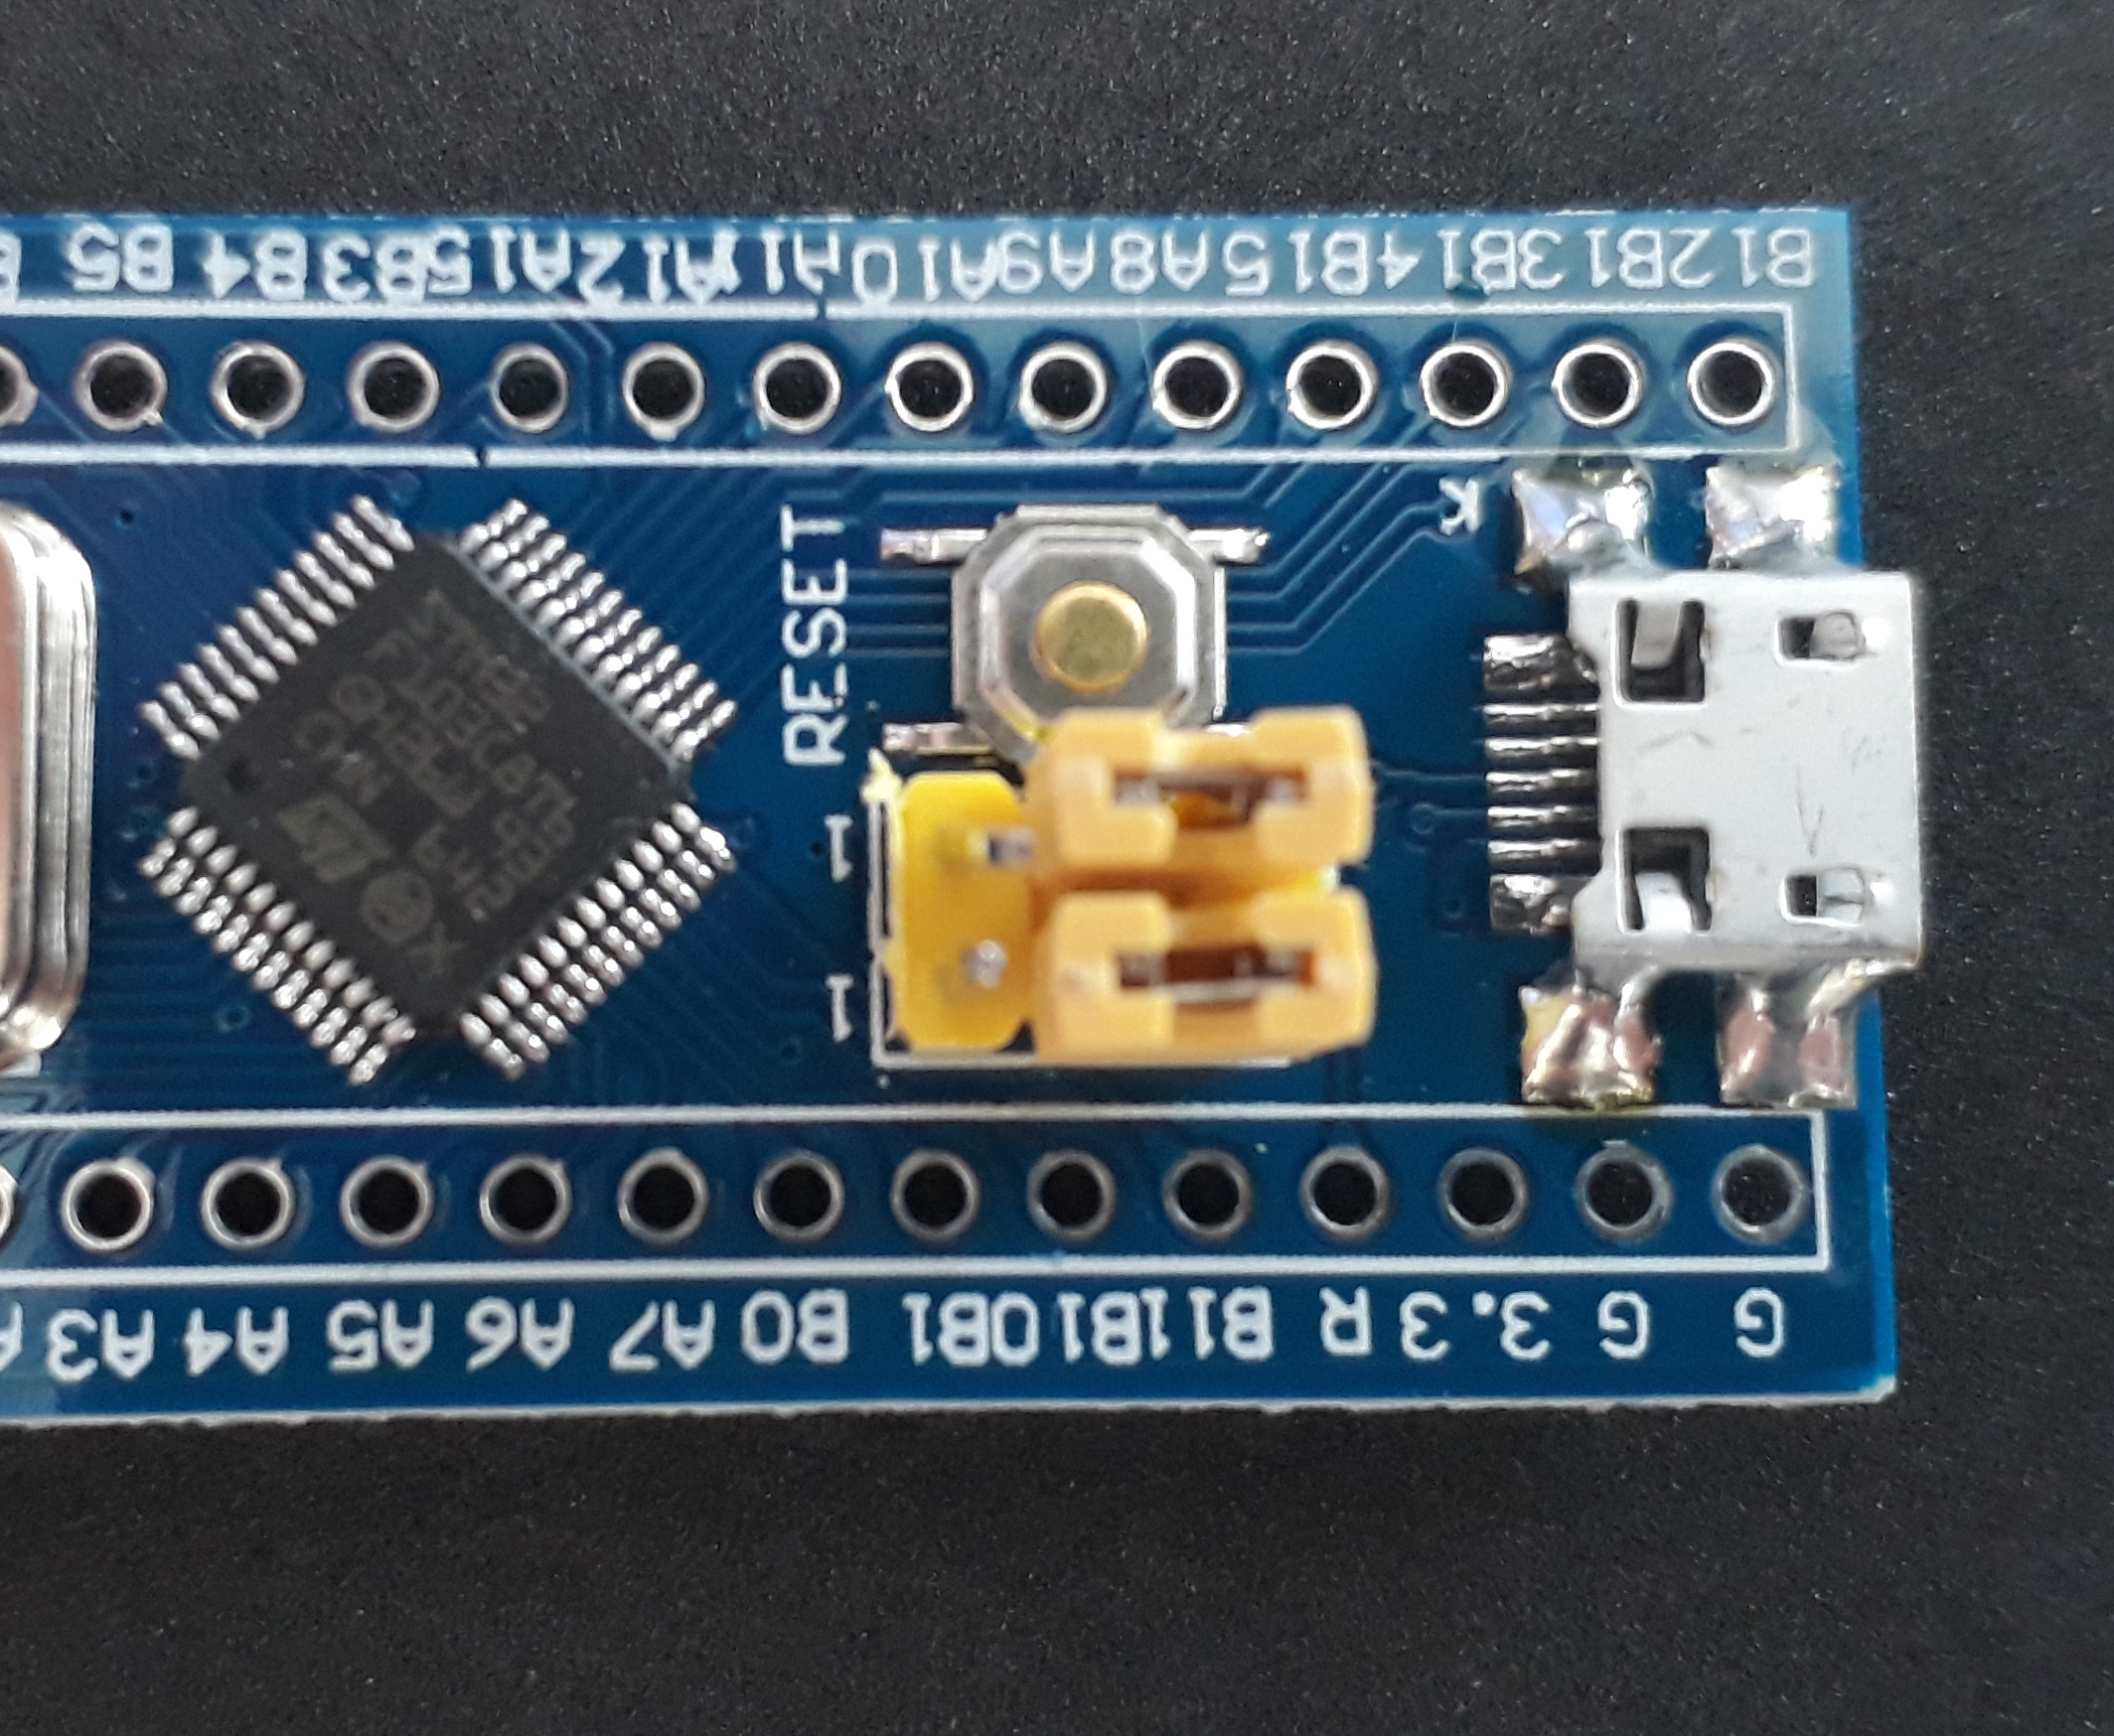 G G 3.3 R B11 B10 B1 B0 A7 A6 A5 A4 A3
1
1
RESET
K
B12 B13 B14 B15 A8 A9 A10 A11 A12 A15 B3 B4 B5